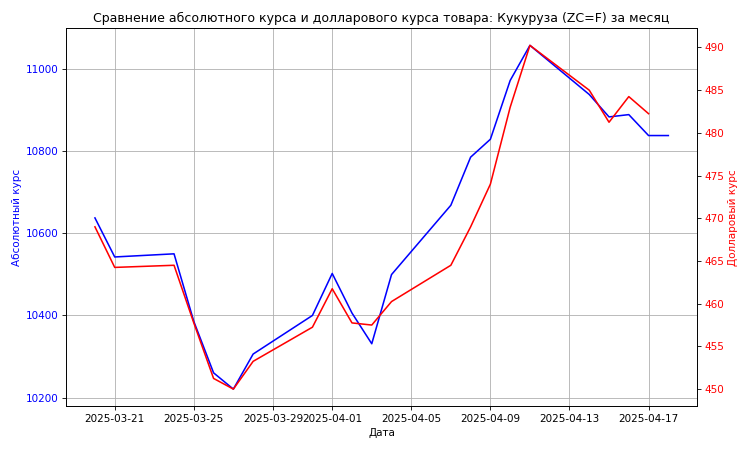 Сравнение абсолютного курса и долларового курса товара: Кукуруза (ZC=F) за месяц
11000
10800
10600
10400
10200
Абсолютный курс
490
485
480
475
470
465
460
455
450
Долларовый курс
2025-03-21 2025-03-25 2025-03-29 2025-04-01 2025-04-05 2025-04-09 2025-04-13 2025-04-17
Дата